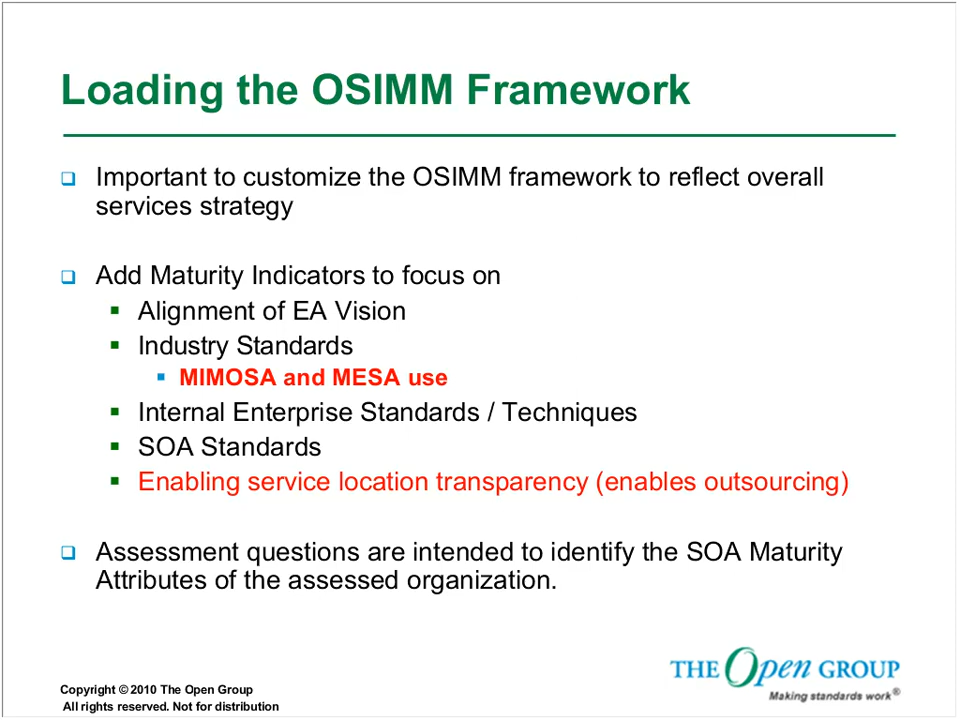 Loading the OSIMM Framework
Important to customize the OSIMM framework to reflect overall
services strategy
Add Maturity Indicators to focus on
Alignment of EA Vision
Industry Standards
MIMOSA and MESA use
Internal Enterprise Standards / Techniques
SOA Standards
Enabling service location transparency (enables outsourcing)
Assessment questions are intended to identify the SOA Maturity
Attributes of the assessed organization.
THE Open GROUP
Making standards work®
Copyright © 2010 The Open Group
All rights reserved. Not for distribution